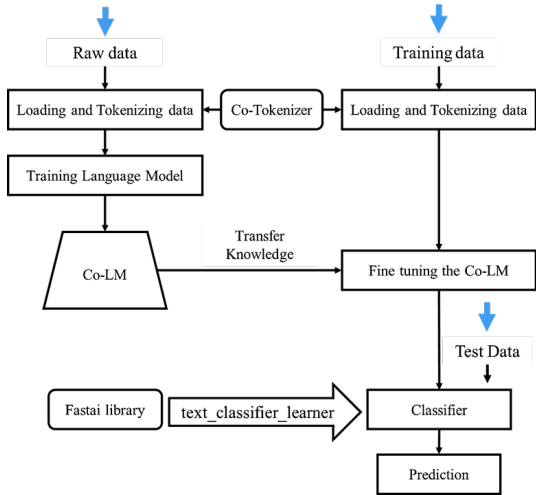 Raw data
Training data
Loading and Tokenizing data
Co-Tokenizer
Loading and Tokenizing data
Training Language Model
Transfer
Knowledge
Co-LM
Fine tuning the Co-LM
Test Data
Fastai library
text_classifier_learner
Classifier
Prediction